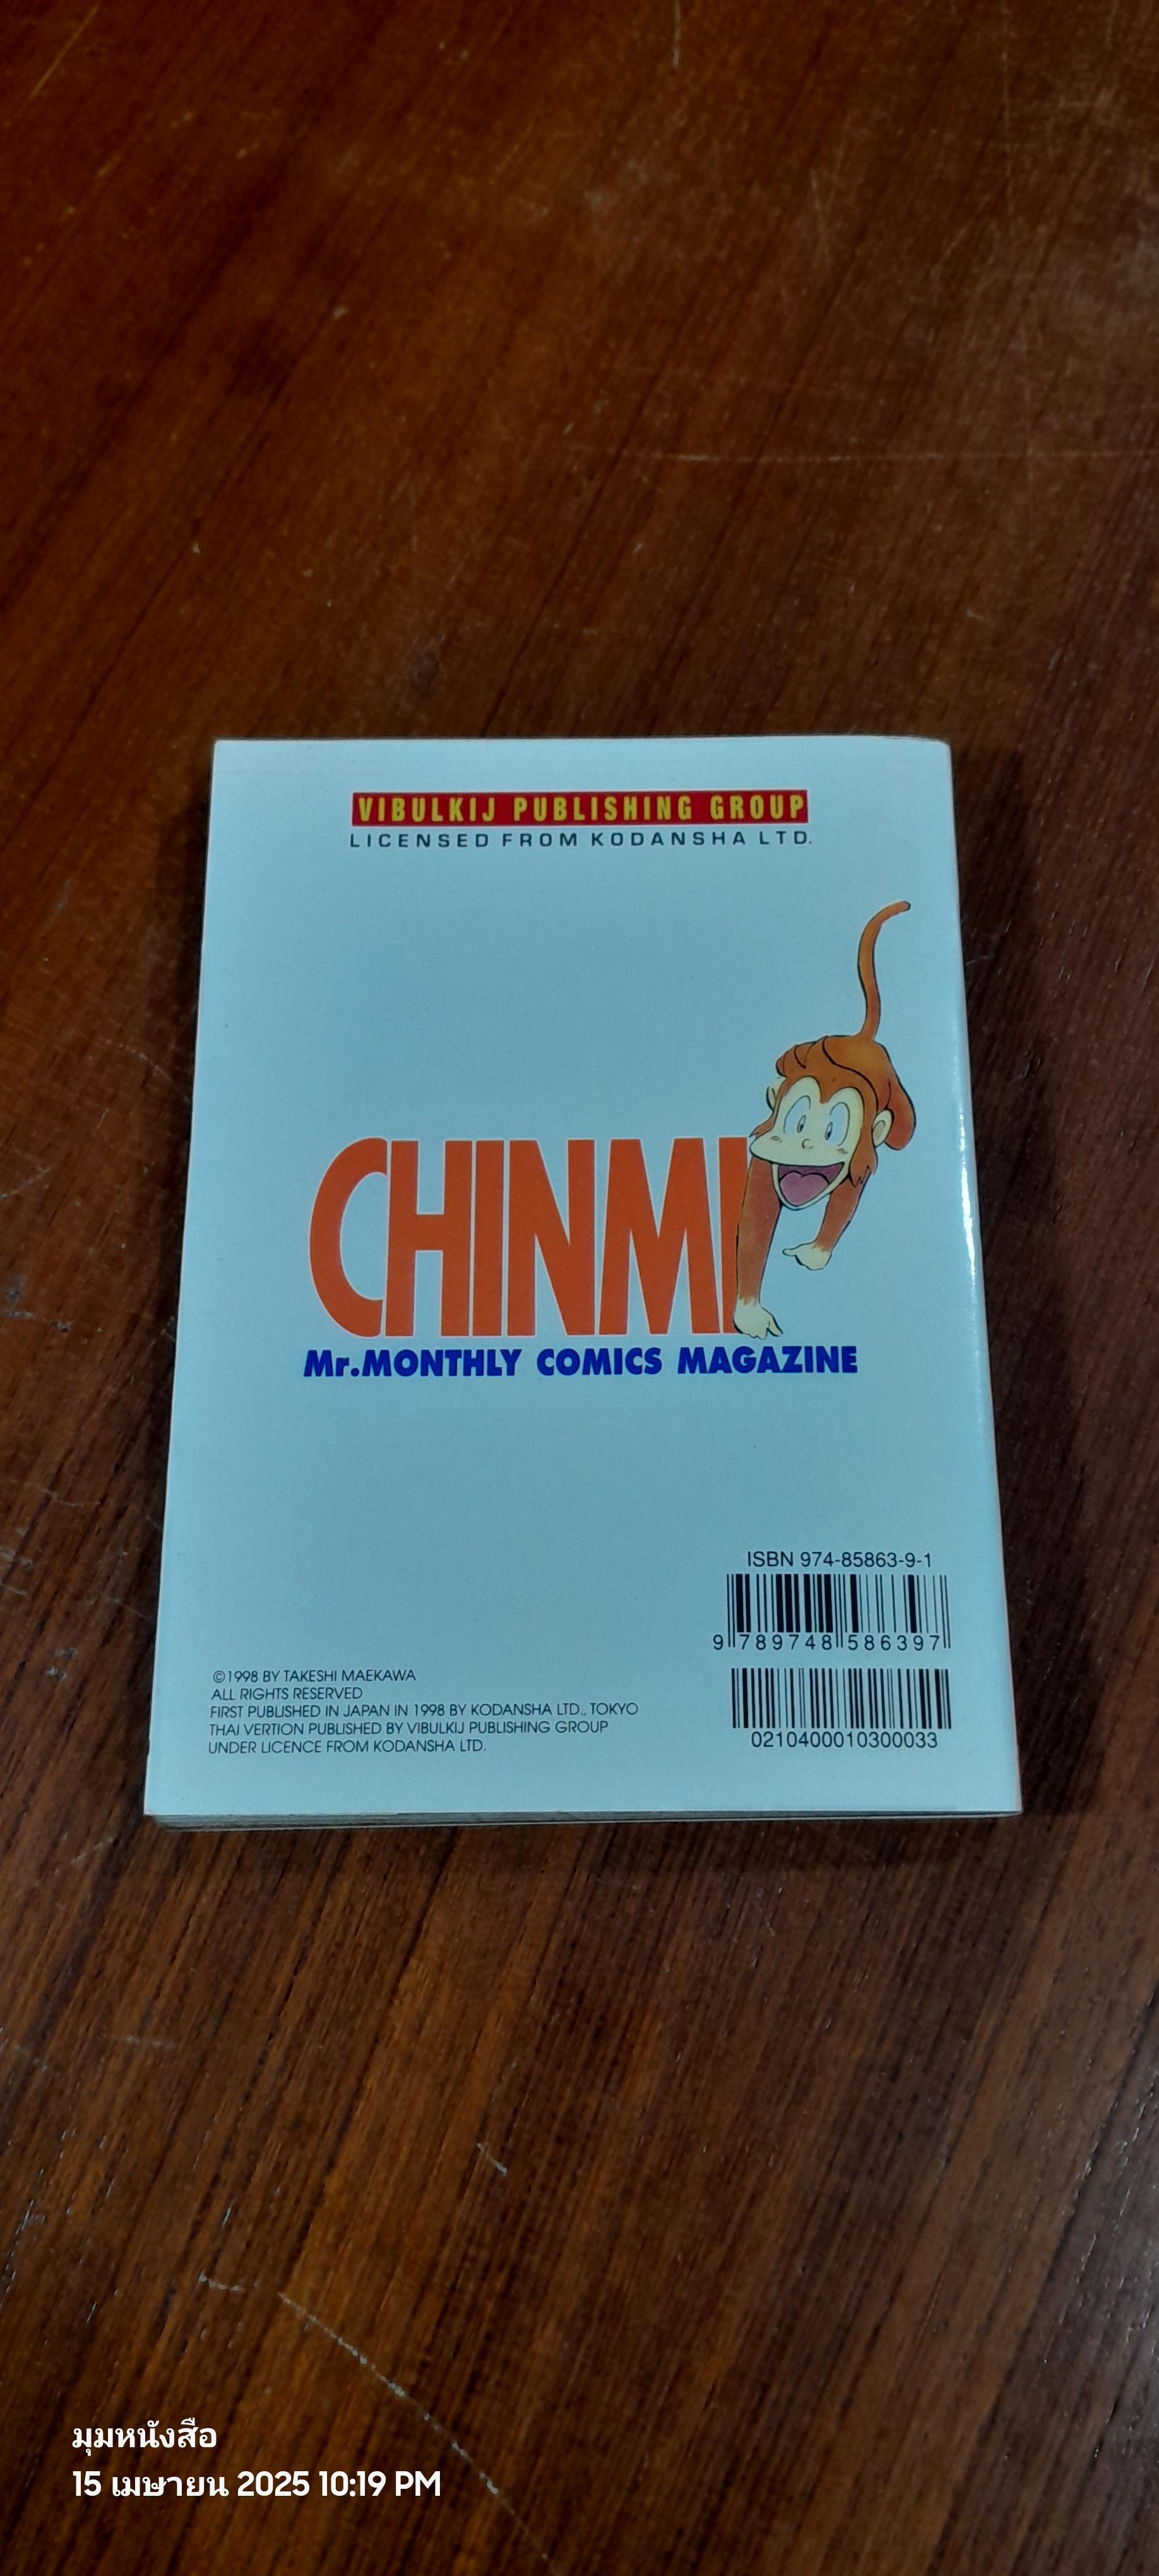 VIBULKIJ PUBLISHING GROUP
LICENSED FROM KODANSHA LTD.
CHINMI
Mr.MONTHLY COMICS MAGAZINE
ISBN 974-85863-9-1
9 789748 586397
©1998 BY TAKESHI MAEKAWA
ALL RIGHTS RESERVED
FIRST PUBLISHED IN JAPAN IN 1998 BY KODANSHA LTD., TOKYO
THAI VERTION PUBLISHED BY VIBULKIJ PUBLISHING GROUP
UNDER LICENCE FROM KODANSHA LTD.
0210400010300033
มุมหนังสือ
15 เมษายน 2025 10:19 PM